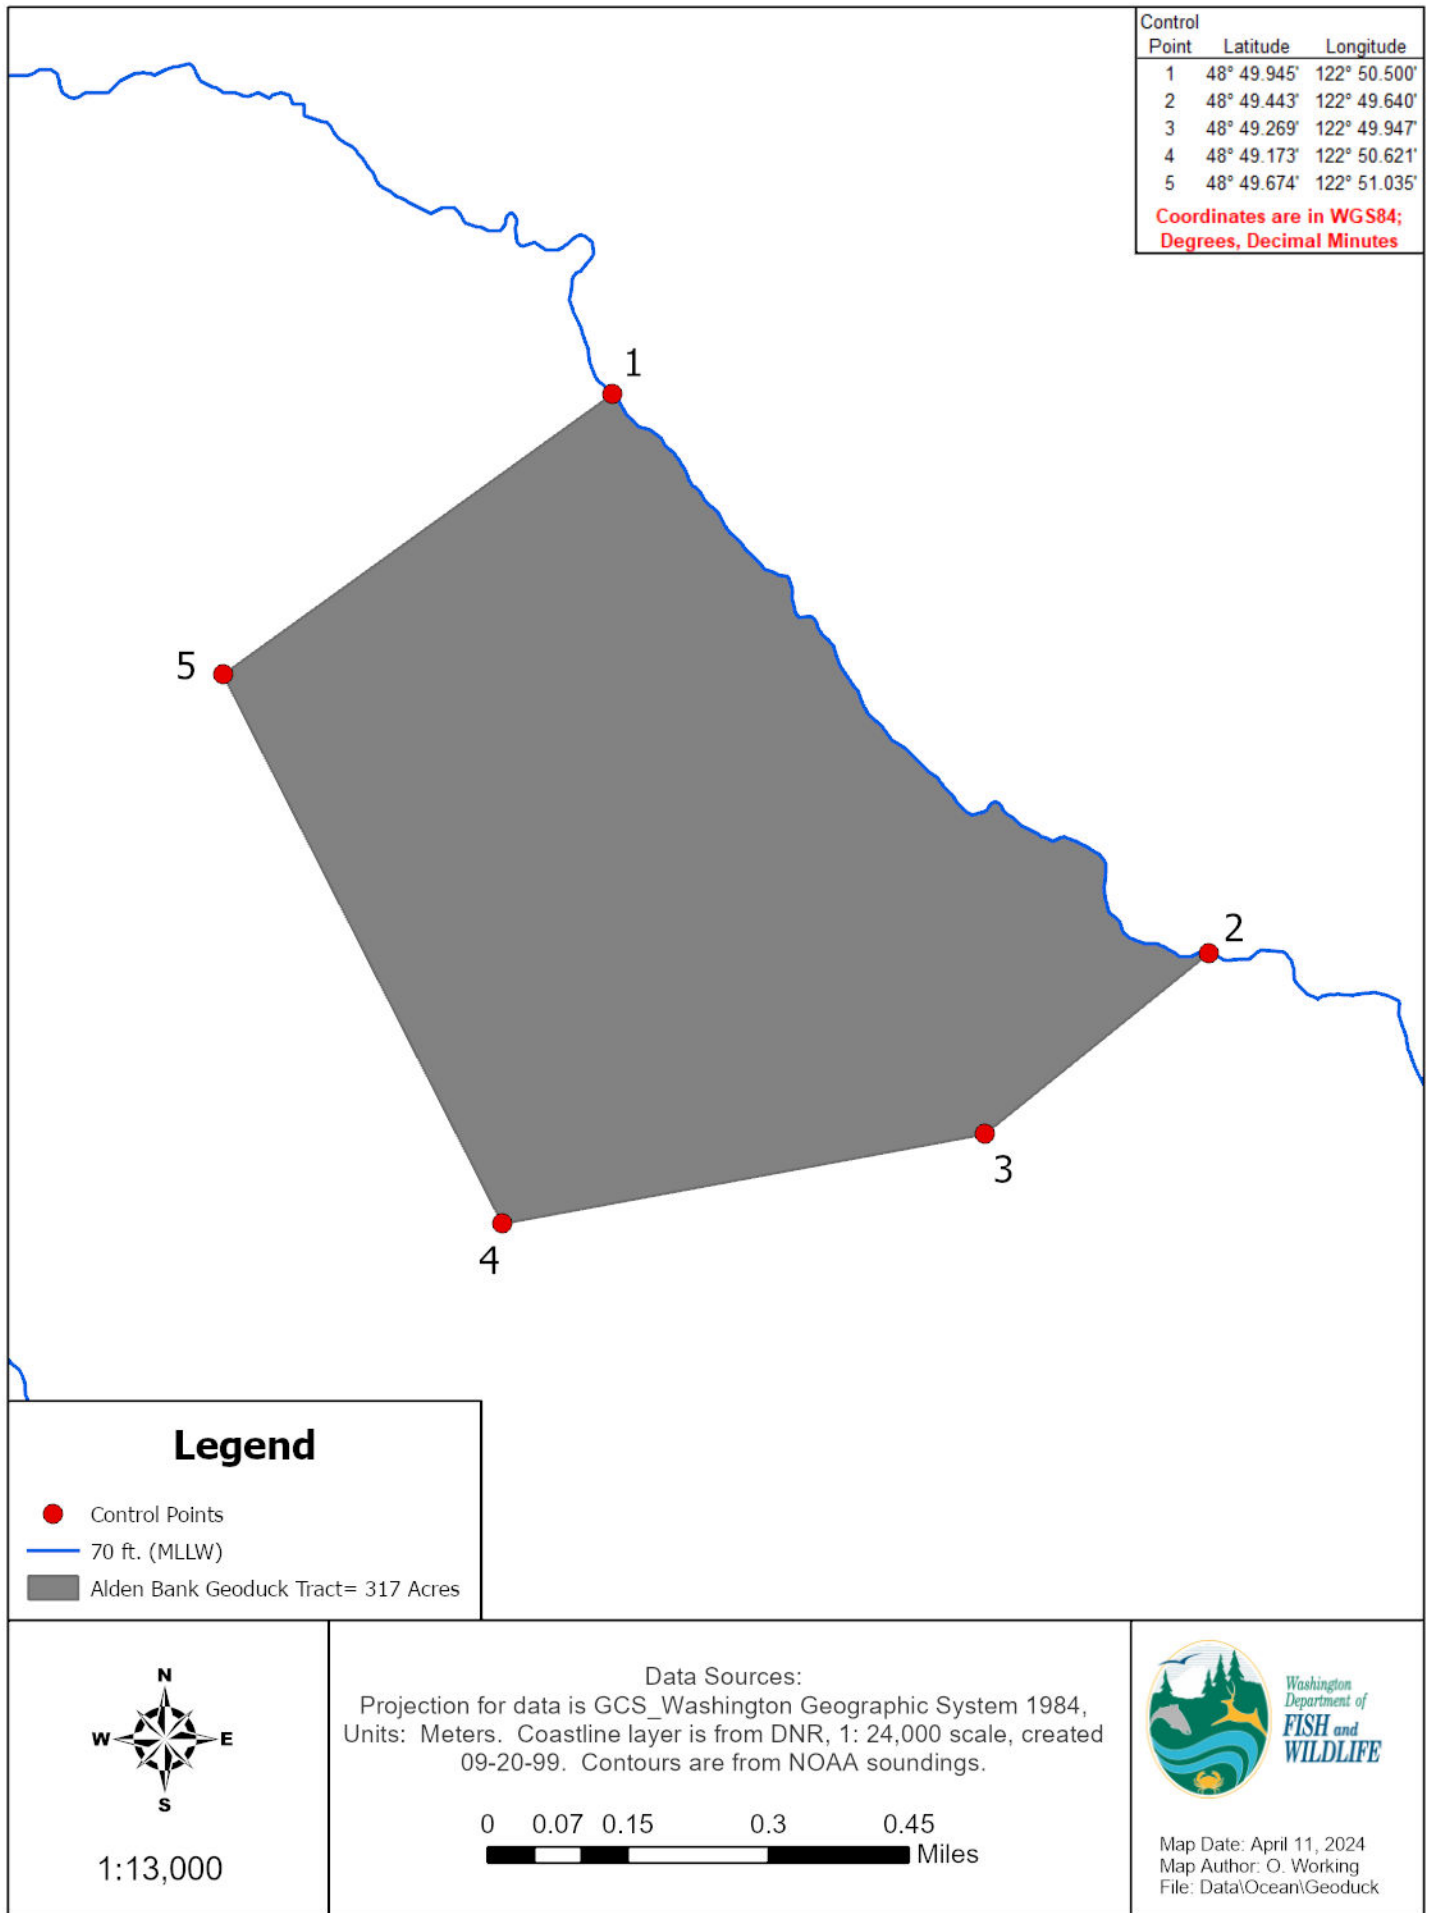 Control
Point Latitude Longitude
1 48° 49.945' 122° 50.500'
2 48° 49.443' 122° 49.640'
3 48° 49.269' 122° 49.947'
4 48° 49.173' 122° 50.621'
5 48° 49.674' 122° 51.035'
Coordinates are in WGS84;
Degrees, Decimal Minutes
1
5
2
3
4
Legend
Control Points
70 ft. (MLLW)
Alden Bank Geoduck Tract= 317 Acres
N
W E
S
1:13,000
Data Sources:
Projection for data is GCS_Washington Geographic System 1984,
Units: Meters. Coastline layer is from DNR, 1: 24,000 scale, created
09-20-99. Contours are from NOAA soundings.
0 0.07 0.15 0.3 0.45
Miles
Washington
Department of
FISH and
WILDLIFE
Map Date: April 11, 2024
Map Author: O. Working
File: Data\Ocean\Geoduck